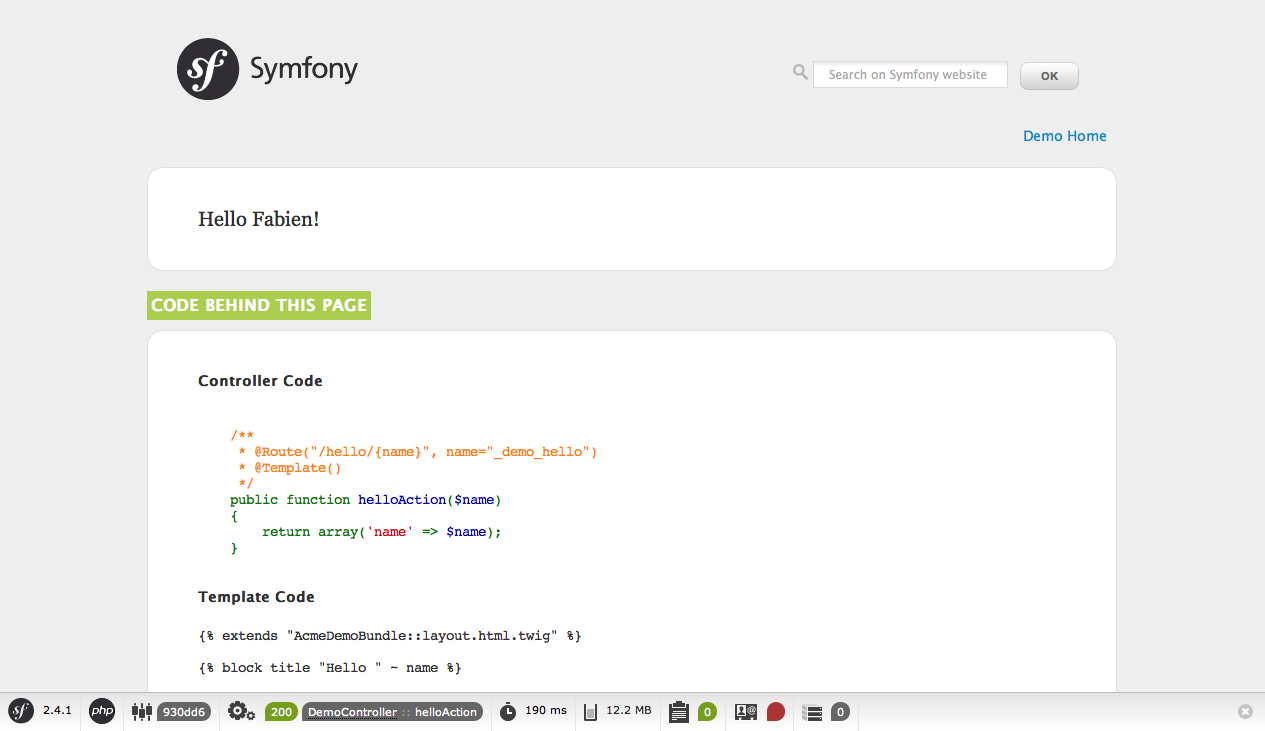 sf Symfony
Search on Symfony website OK
Demo Home
Hello Fabien!
CODE BEHIND THIS PAGE
Controller Code
/**
 * @Route("/hello/{name}", name="_demo_hello")
 * @Template()
 */
public function helloAction($name)
{
    return array('name' => $name);
}
Template Code
{% extends "AcmeDemoBundle::layout.html.twig" %}
{% block title "Hello " ~ name %}
sf 2.4.1 php 930dd6 200 DemoController :: helloAction 190 ms 12.2 MB 0 @ 0